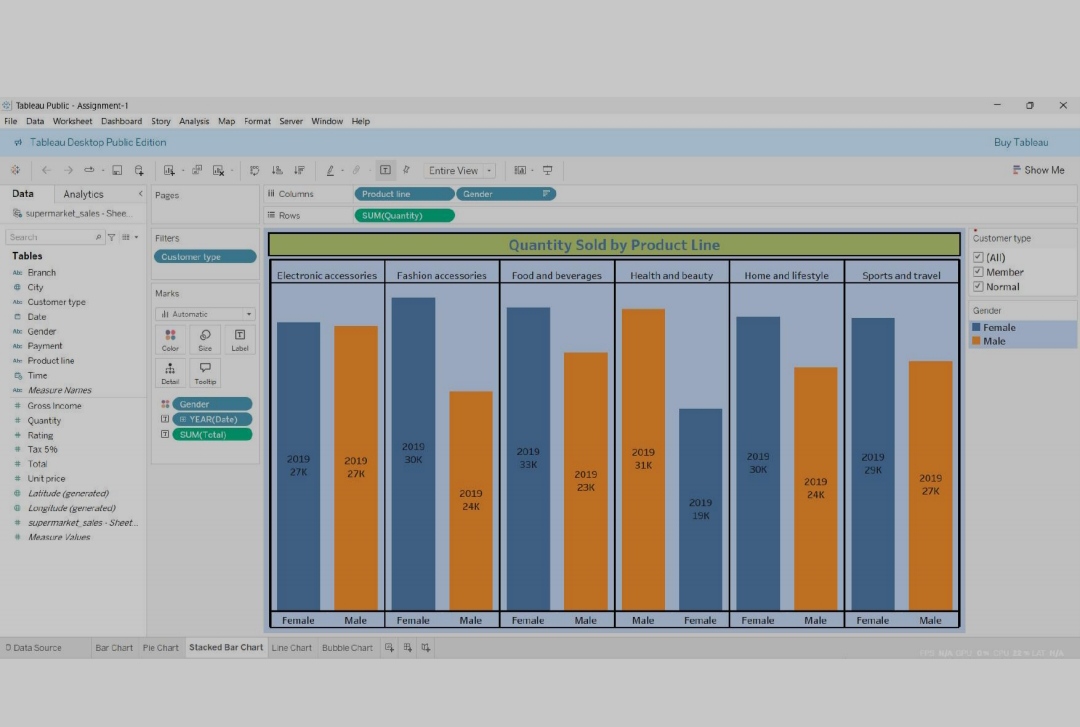 Tableau Public - Assignment-1
File Data Worksheet Dashboard Story Analysis Map Format Server Window Help
Tableau Desktop Public Edition Buy Tableau
Entire View Show Me
Data Analytics Pages Columns Product line Gender
supermarket_sales - Shee... Rows SUM(Quantity)
Search Filters
Customer type
Quantity Sold by Product Line
Customer type
(All)
Member
Normal
Gender
Female
Male
Tables
Abc Branch
City
Abc Customer type
Date
Abc Gender
Abc Payment
Abc Product line
Time
Abc Measure Names
# Gross Income
# Quantity
# Rating
# Tax 5%
# Total
# Unit price
Latitude (generated)
Longitude (generated)
# supermarket_sales - Sheet...
# Measure Values
Marks
Automatic
Color Size Label
Detail Tooltip
Gender
YEAR(Date)
SUM(Total)
Electronic accessories Fashion accessories Food and beverages Health and beauty Home and lifestyle Sports and travel
2019 27K
2019 27K
2019 30K
2019 24K
2019 33K
2019 23K
2019 31K
2019 19K
2019 30K
2019 24K
2019 29K
2019 27K
Female Male Female Male Female Male Male Female Female Male Female Male
Data Source Bar Chart Pie Chart Stacked Bar Chart Line Chart Bubble Chart